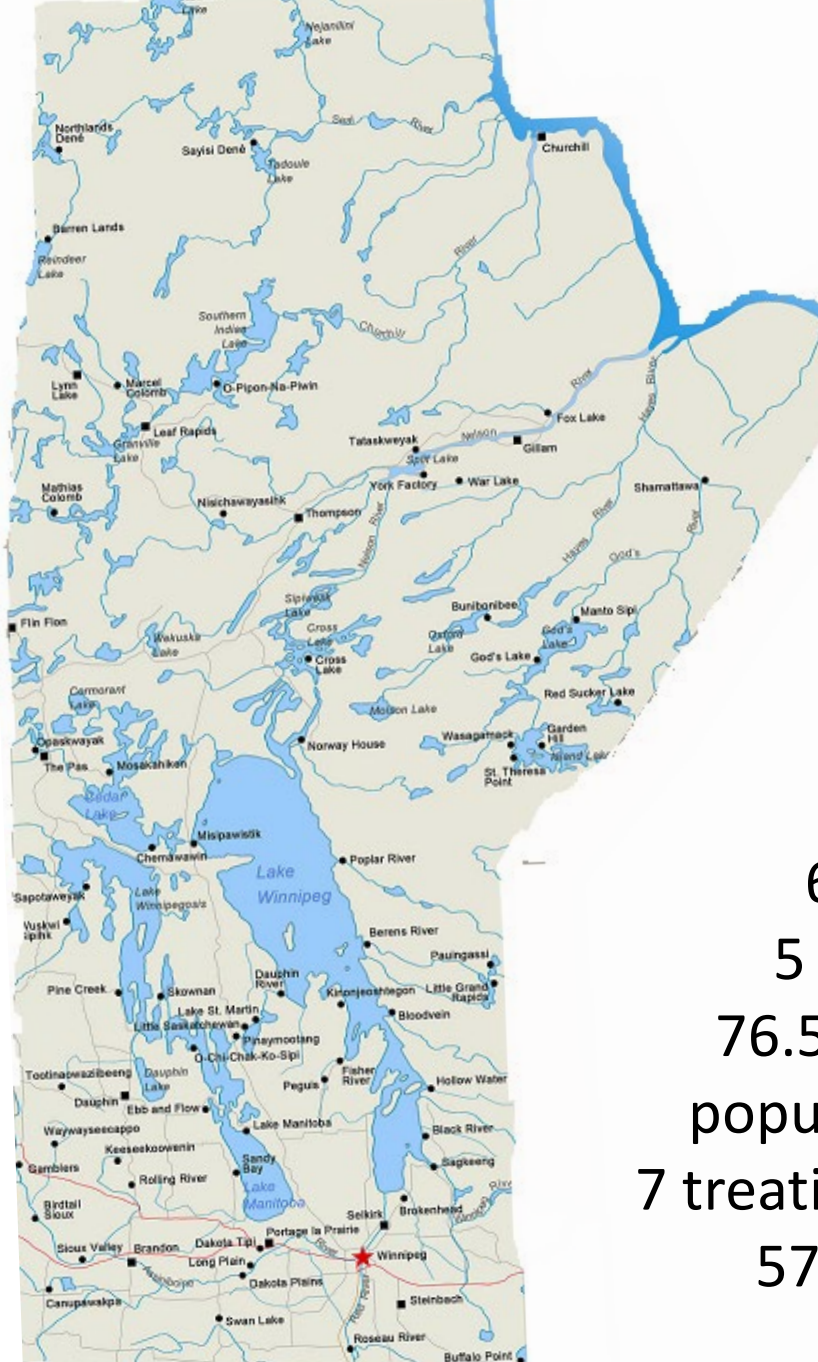 Lake
Nejanilini
Lake
Seal
River
Northlands
Dené
Sayisi Dené
Tadoule
Lake
Churchill
Barren Lands
Reindeer
Lake
River
Southern
Indian
Lake
Churchill
Lynn
Lake
Marcel
Colomb
O-Pipon-Na-Piwin
River
Hayes River
Leaf Rapids
Granville
Lake
Fox Lake
Tataskweyak
Nelson
Gillam
Split Lake
York Factory
War Lake
Shamattawa
Mathias
Colomb
Nisichawayasihk
Thompson
Nelson River
Hayes River
River
God's
Sipiwesk
Lake
Bunibonibee
Manto Sipi
Flin Flon
Wekusko
Lake
Cross
Lake
Oxford
Lake
God's
Lake
Cross
Lake
God's Lake
Cormorant
Lake
Red Sucker Lake
Molson Lake
Opaskwayak
The Pas
Mosakahiken
Norway House
Wasagamack
Garden
Hill
Island Lake
St. Theresa
Point
Cedar
Lake
Misipawistik
Chemawawin
Poplar River
Lake
Winnipeg
Sapotaweyak
Lake
Winnipegosis
Wuskwi
Sipihk
Berens River
Pauingassi
Pine Creek
Skownan
Dauphin
River
Kinonjeoshtegon
Little Grand
Rapids
Lake St. Martin
Little Saskatchewan
Bloodvein
Pinaymootang
O-Chi-Chak-Ko-Sipi
Tootinaowaziibeeng
Dauphin
Lake
Fisher
River
Peguis
Hollow Water
Dauphin
Ebb and Flow
Waywayseecappo
Lake Manitoba
Black River
Keeseekoowenin
Gamblers
Rolling River
Sandy
Bay
Sagkeeng
Lake
Manitoba
Birdtail
Sioux
Selkirk
Brokenhead
Winnipeg
River
Portage la Prairie
Sioux Valley
Brandon
Dakota Tipi
River
Winnipeg
Long Plain
Assiniboine
Dakota Plains
Canupawakpa
Red River
Steinbach
Swan Lake
Roseau River
Buffalo Point
6
5
76.5
popu
7 treati
57